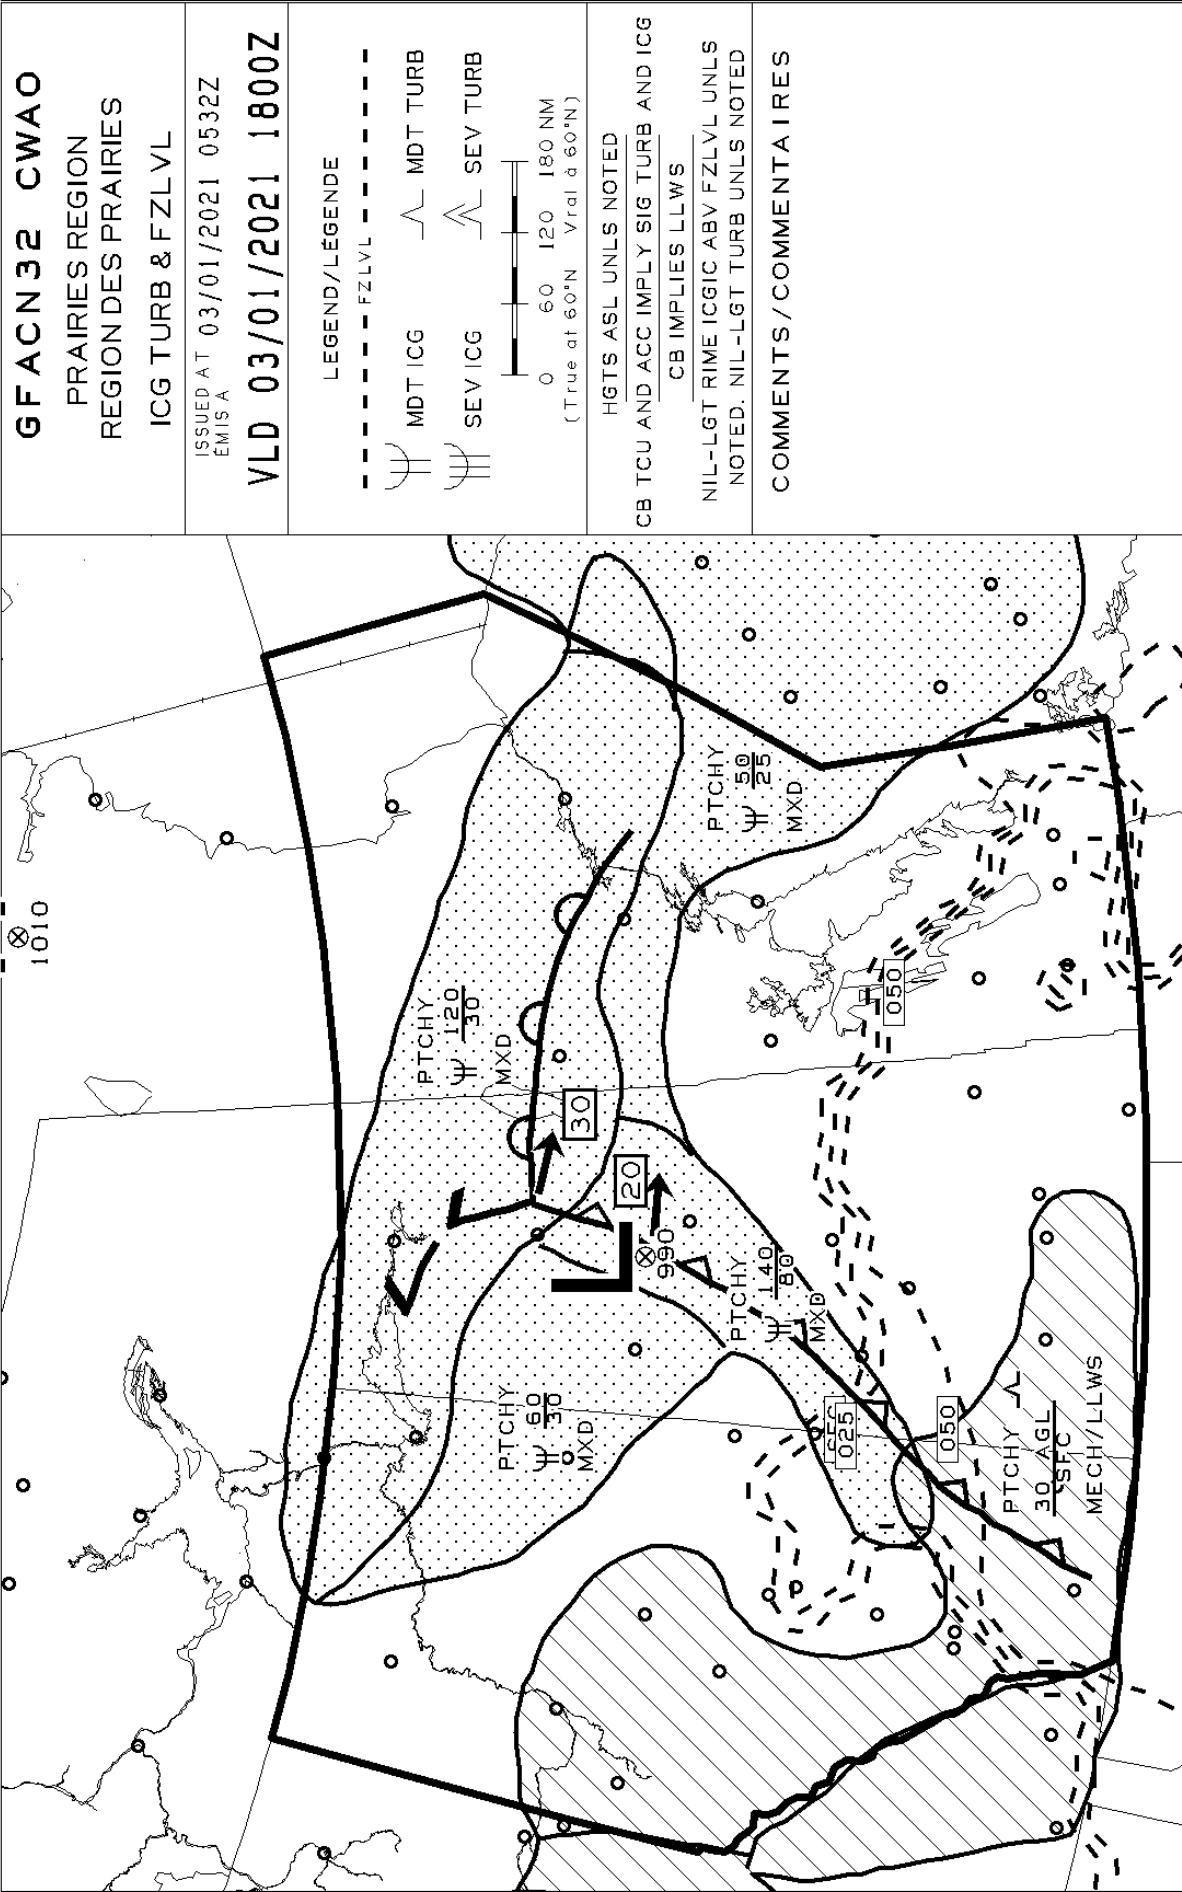 GFACN32 CWAO
PRAIRIES REGION
REGION DES PRAIRIES
ICG TURB & FZLVL
ISSUED AT 03/01/2021 0532Z
ÉMIS A
VLD 03/01/2021 1800Z
LEGEND/LÉGENDE
FZLVL
MDT ICG
MDT TURB
SEV ICG
SEV TURB
0 60 120 180 NM
(True at 60°N Vrai à 60°N)
HGTS ASL UNLS NOTED
CB TCU AND ACC IMPLY SIG TURB AND ICG
CB IMPLIES LLWS
NIL-LGT RIME ICGIC ABV FZLVL UNLS
NOTED. NIL-LGT TURB UNLS NOTED
COMMENTS/COMMENTAIRES
1010
PTCHY
120
30
MXD
30
20
990
PTCHY
60
30
MXD
PTCHY
140
80
MXD
PTCHY
50
25
MXD
050
SFC
025
050
PTCHY
30 AGL
SFC
MECH/LLWS